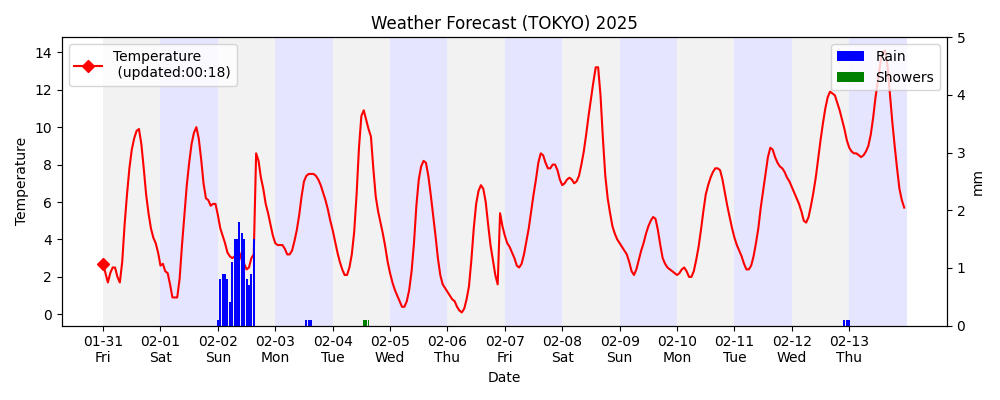 Weather Forecast (TOKYO) 2025
Temperature
(updated:00:18)
Rain
Showers
14
12
10
8
6
4
2
0
Temperature
5
4
3
2
1
0
mm
01-31 02-01 02-02 02-03 02-04 02-05 02-06 02-07 02-08 02-09 02-10 02-11 02-12 02-13
Fri Sat Sun Mon Tue Wed Thu Fri Sat Sun Mon Tue Wed Thu
Date